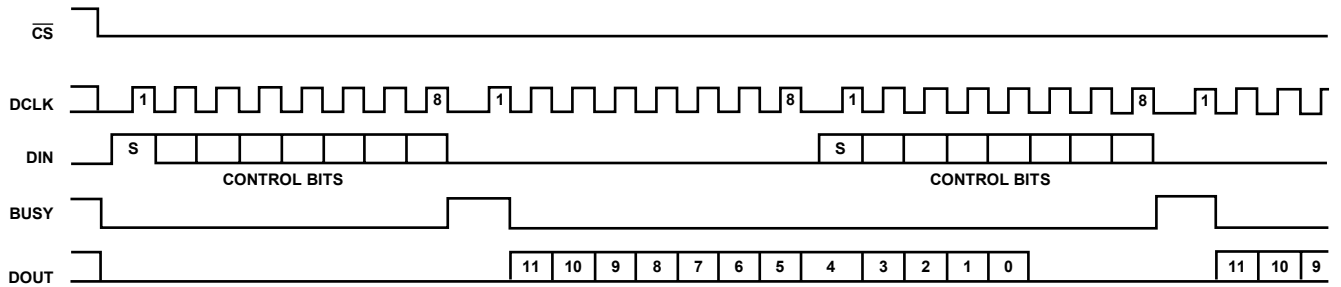 CS
DCLK 1 8 1 8 1 8 1
DIN S S
CONTROL BITS CONTROL BITS
BUSY
DOUT 11 10 9 8 7 6 5 4 3 2 1 0 11 10 9